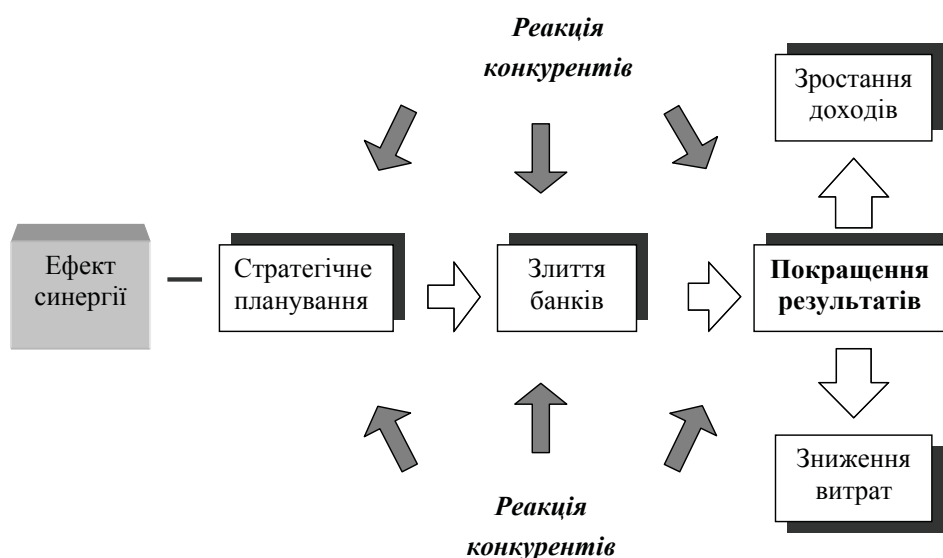 Реакція
конкурентів
Зростання
доходів
Ефект
синергії
Стратегічне
планування
Злиття
банків
Покращення
результатів
Зниження
витрат
Реакція
конкурентів